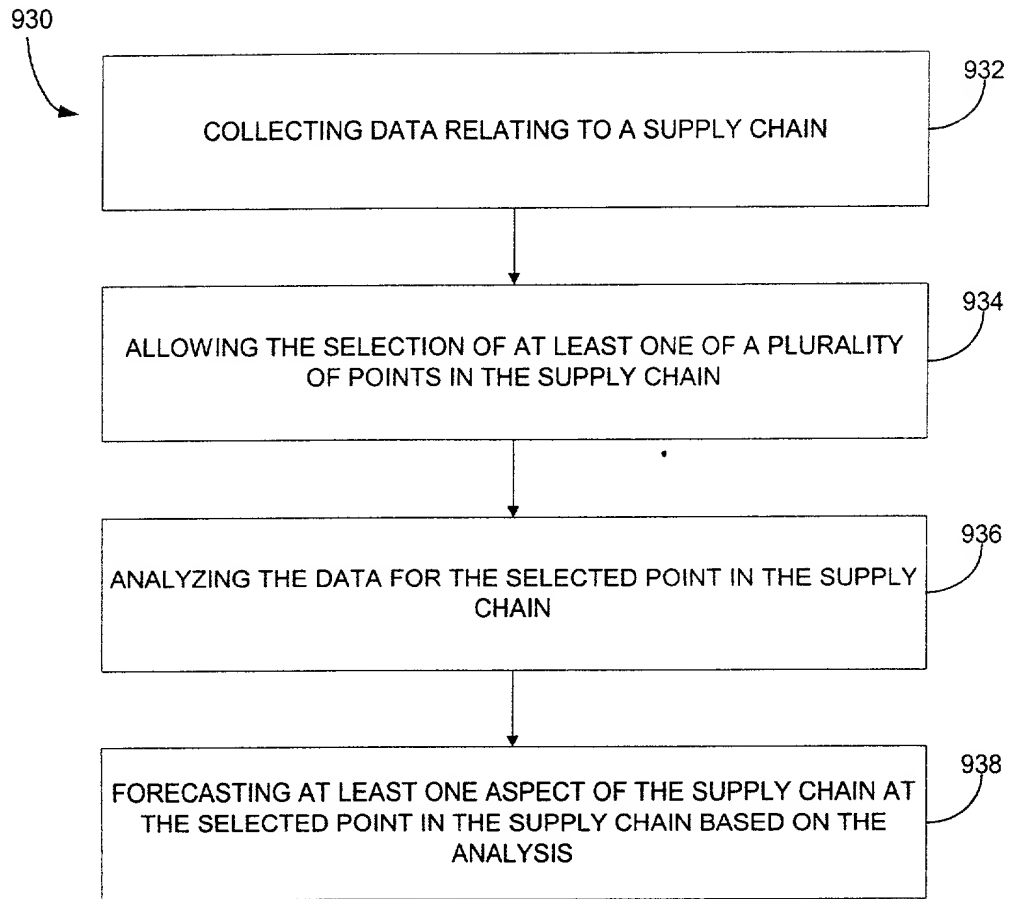 930
932
COLLECTING DATA RELATING TO A SUPPLY CHAIN
934
ALLOWING THE SELECTION OF AT LEAST ONE OF A PLURALITY
OF POINTS IN THE SUPPLY CHAIN
936
ANALYZING THE DATA FOR THE SELECTED POINT IN THE SUPPLY
CHAIN
938
FORECASTING AT LEAST ONE ASPECT OF THE SUPPLY CHAIN AT
THE SELECTED POINT IN THE SUPPLY CHAIN BASED ON THE
ANALYSIS